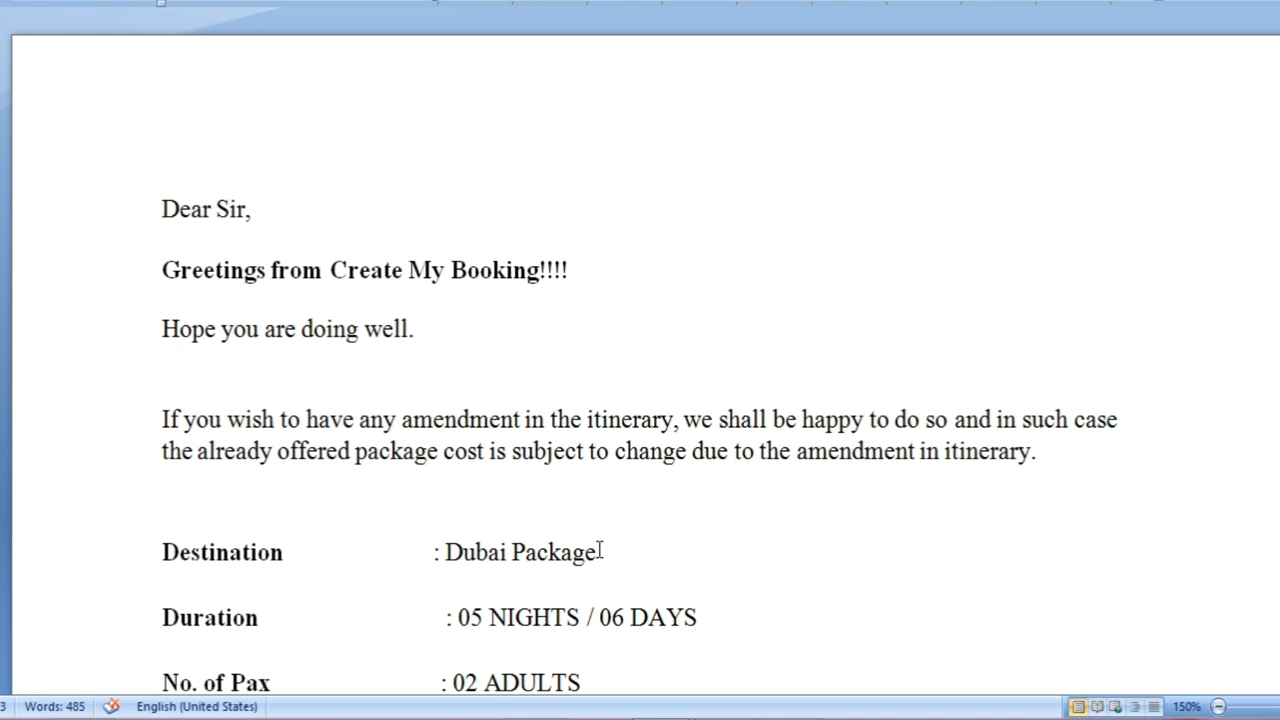 Dear Sir,
Greetings from Create My Booking!!!!
Hope you are doing well.
If you wish to have any amendment in the itinerary, we shall be happy to do so and in such case
the already offered package cost is subject to change due to the amendment in itinerary.
Destination : Dubai Package
Duration : 05 NIGHTS / 06 DAYS
No. of Pax : 02 ADULTS
3 Words: 485 English (United States) 150%